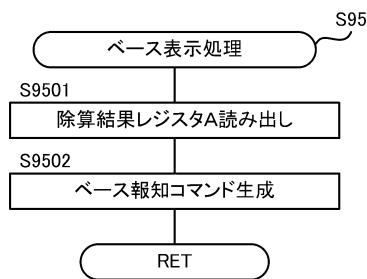 S95
ベース表示処理
S9501
除算結果レジスタA読み出し
S9502
ベース報知コマンド生成
RET